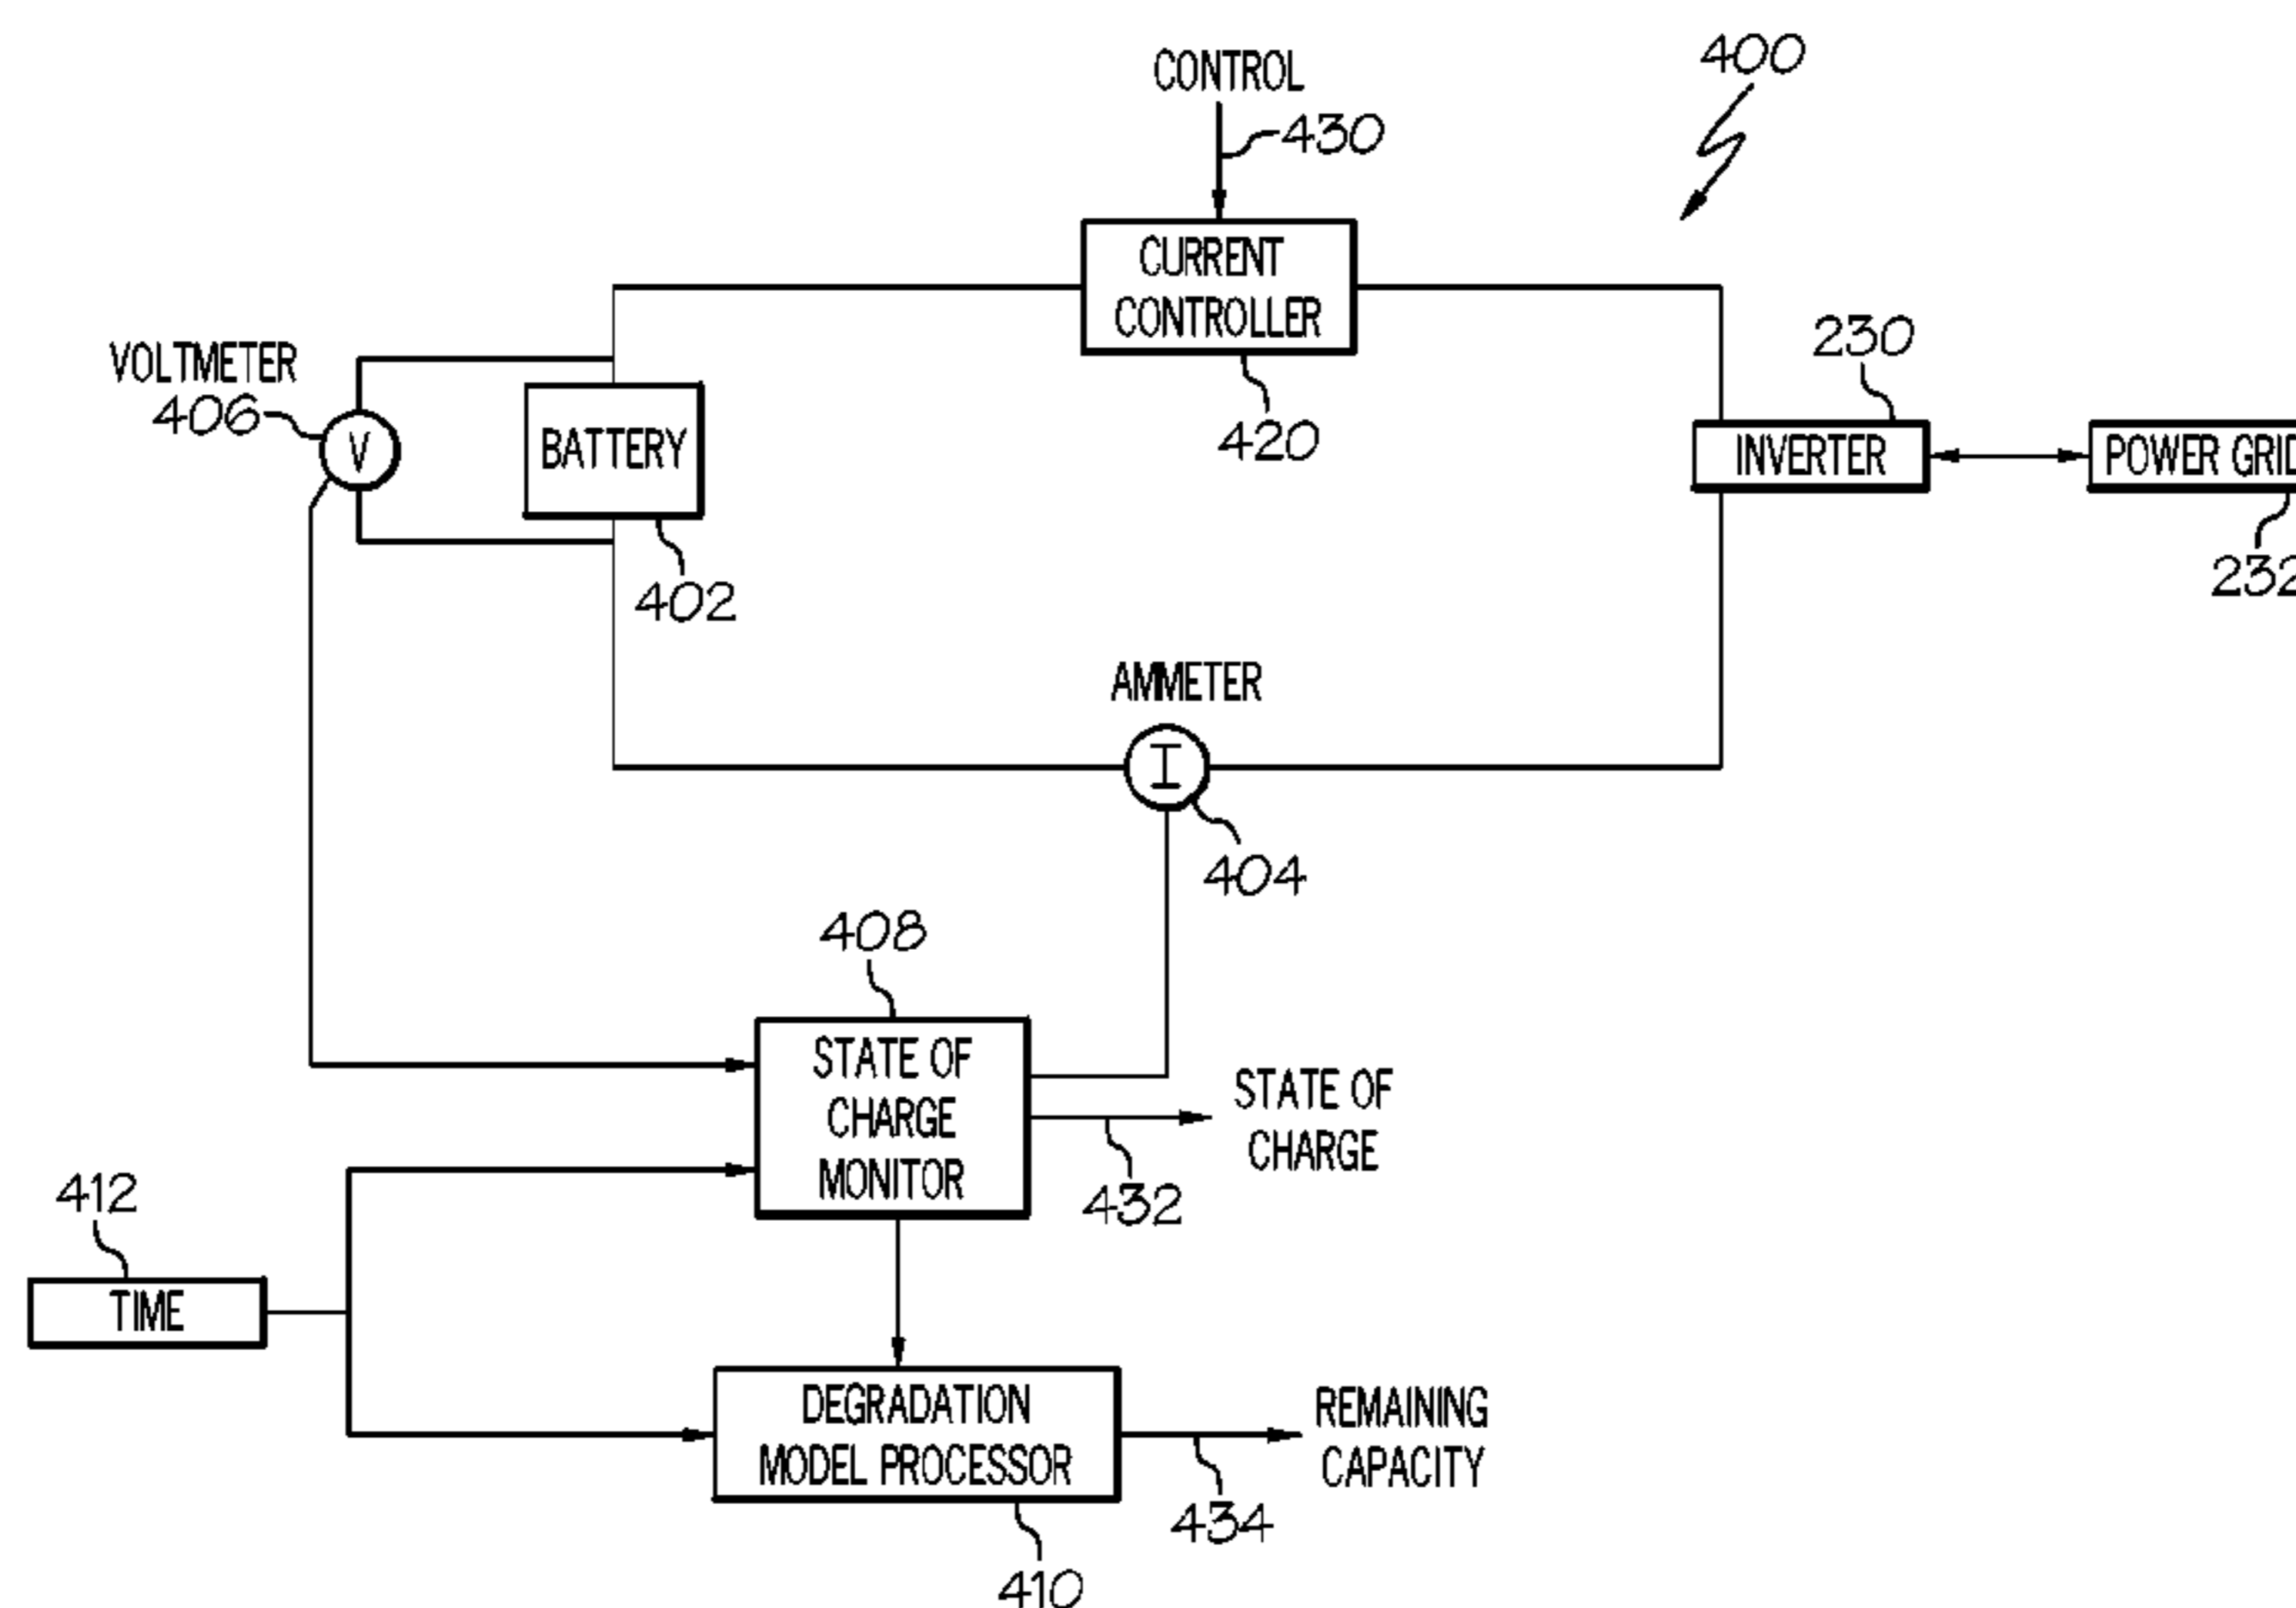 CONTROL
400
430
CURRENT
CONTROLLER
VOLTMETER
406
V
BATTERY
420
230
INVERTER
POWER GRID
232
402
AMMETER
I
404
408
STATE OF
CHARGE
MONITOR
STATE OF
CHARGE
432
412
TIME
DEGRADATION
MODEL PROCESSOR
REMAINING
CAPACITY
434
410